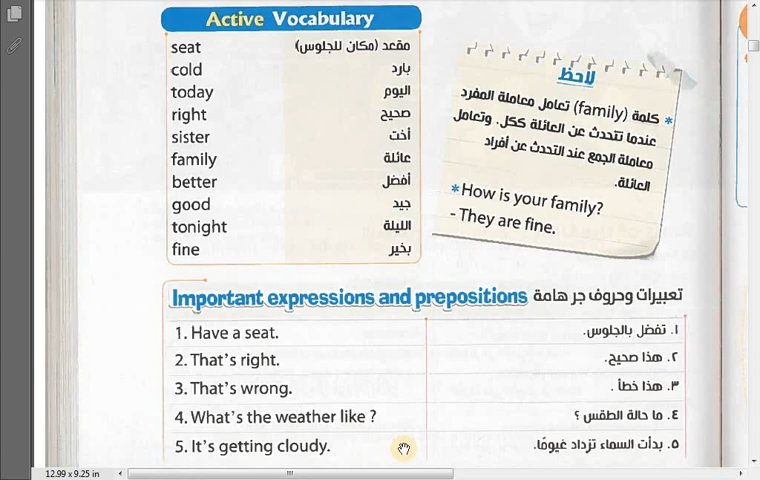 Active Vocabulary
seat مقعد (مكان للجلوس)
cold بارد
today اليوم
right صحيح
sister أخت
family عائلة
better أفضل
good جيد
tonight الليلة
fine بخير
لاحظ
* كلمة (family) تعامل معاملة المفرد
عندما نتحدث عن العائلة ككل. وتعامل
معاملة الجمع عند التحدث عن أفراد
العائلة.
* How is your family?
- They are fine.
Important expressions and prepositions تعبيرات وحروف جر هامة
1. Have a seat. ١. تفضل بالجلوس.
2. That's right. ٢. هذا صحيح.
3. That's wrong. ٣. هذا خطأ .
4. What's the weather like ? ٤. ما حالة الطقس ؟
5. It's getting cloudy. ٥. بدأت السماء تزداد غيومًا.
12.99 x 9.25 in